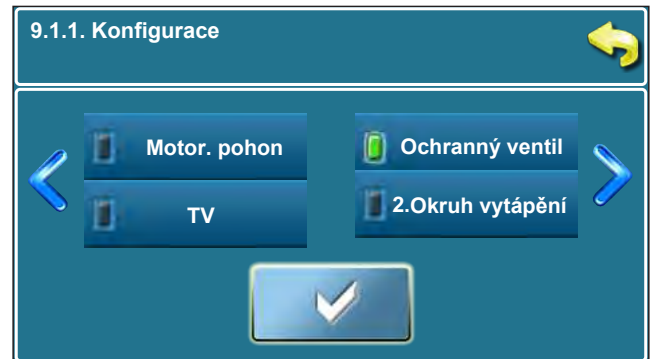 9.1.1. Konfigurace
Motor. pohon
Ochranný ventil
TV
2.Okruh vytápění